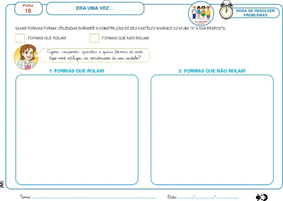 Ficha
15
ERA UMA VEZ...
HORA DE RESOLVER
PROBLEMAS
QUAIS FORMAS FORAM UTILIZADAS DURANTE A CONSTRUÇÃO DE SEU CASTELO? MARQUE COM UM "X" A SUA RESPOSTA.
FORMAS QUE ROLAM
FORMAS QUE NÃO ROLAM
Agora, responda: quantas e quais formas de cada
tipo você utilizou na construção do seu castelo?
1. FORMAS QUE ROLAM
2. FORMAS QUE NÃO ROLAM
Nome:
Data: / /